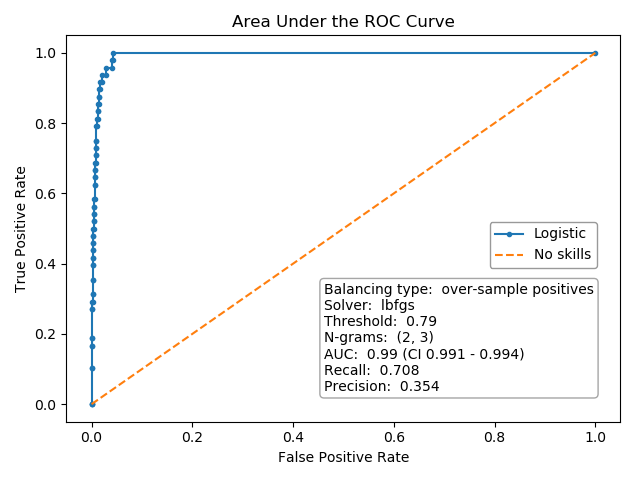 Area Under the ROC Curve
True Positive Rate
1.0
0.8
0.6
0.4
0.2
0.0
Logistic
No skills
Balancing type:  over-sample positives
Solver:  lbfgs
Threshold:  0.79
N-grams:  (2, 3)
AUC:  0.99 (CI 0.991 - 0.994)
Recall:  0.708
Precision:  0.354
0.0 0.2 0.4 0.6 0.8 1.0
False Positive Rate